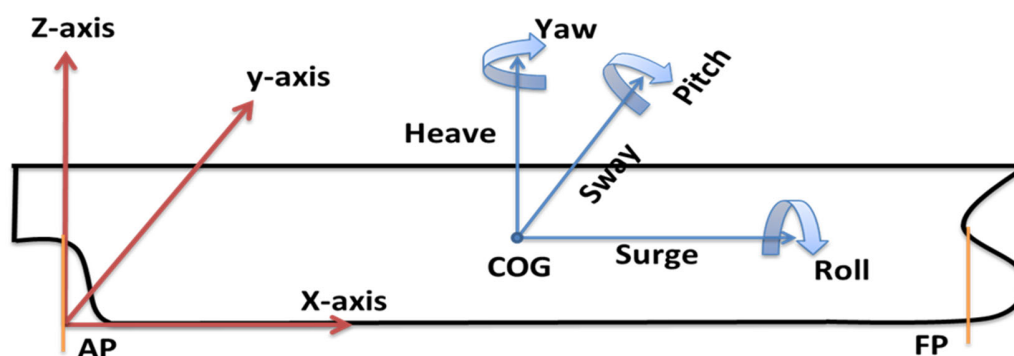 Z-axis
Yaw
y-axis
Pitch
Heave
Sway
COG
Surge
Roll
X-axis
AP
FP